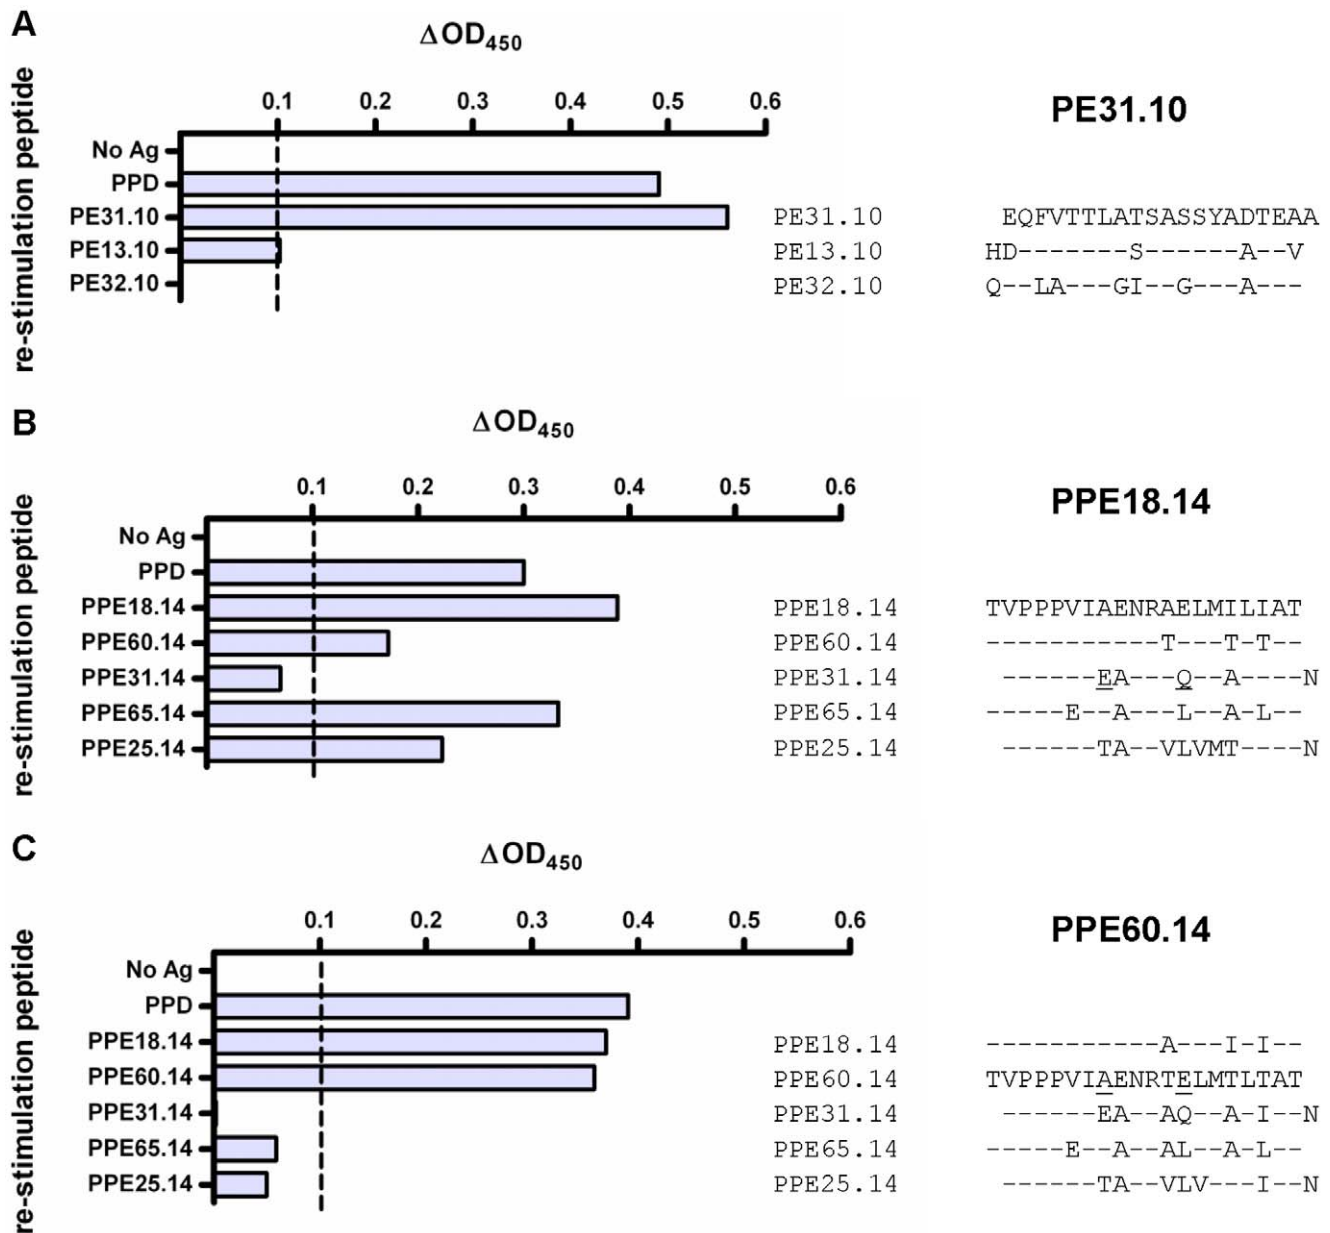 A
ΔOD450
0.1 0.2 0.3 0.4 0.5 0.6
PE31.10
re-stimulation peptide
No Ag
PPD
PE31.10
PE13.10
PE32.10
PE31.10 EQFVTTLATSASSYADTEAA
PE13.10 HD-------S------A--V
PE32.10 Q--LA---GI--G---A---
B
ΔOD450
0.1 0.2 0.3 0.4 0.5 0.6
PPE18.14
re-stimulation peptide
No Ag
PPD
PPE18.14
PPE60.14
PPE31.14
PPE65.14
PPE25.14
PPE18.14 TVPPPVIAENRAELMILIAT
PPE60.14 -----------T---T-T--
PPE31.14 ------EA---Q--A----N
PPE65.14 -----E--A---L--A-L--
PPE25.14 ------TA--VLVMT----N
C
ΔOD450
0.1 0.2 0.3 0.4 0.5 0.6
PPE60.14
re-stimulation peptide
No Ag
PPD
PPE18.14
PPE60.14
PPE31.14
PPE65.14
PPE25.14
PPE18.14 -----------A---I-I--
PPE60.14 TVPPPVIAENRTELMTLTAT
PPE31.14 ------EA--AQ--A-I--N
PPE65.14 -----E--A--AL--A-L--
PPE25.14 ------TA--VLV---I--N